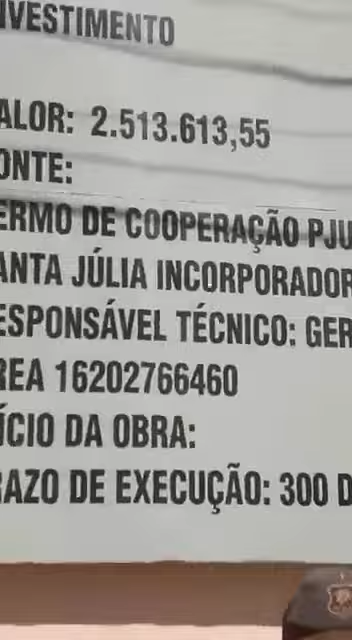 NVESTIMENTO
ALOR: 2.513.613,55
ONTE:
ERMO DE COOPERAÇÃO PJU
ANTA JÚLIA INCORPORADOR
ESPONSÁVEL TÉCNICO: GER
REA 16202766460
ÍCIO DA OBRA:
RAZO DE EXECUÇÃO: 300 D